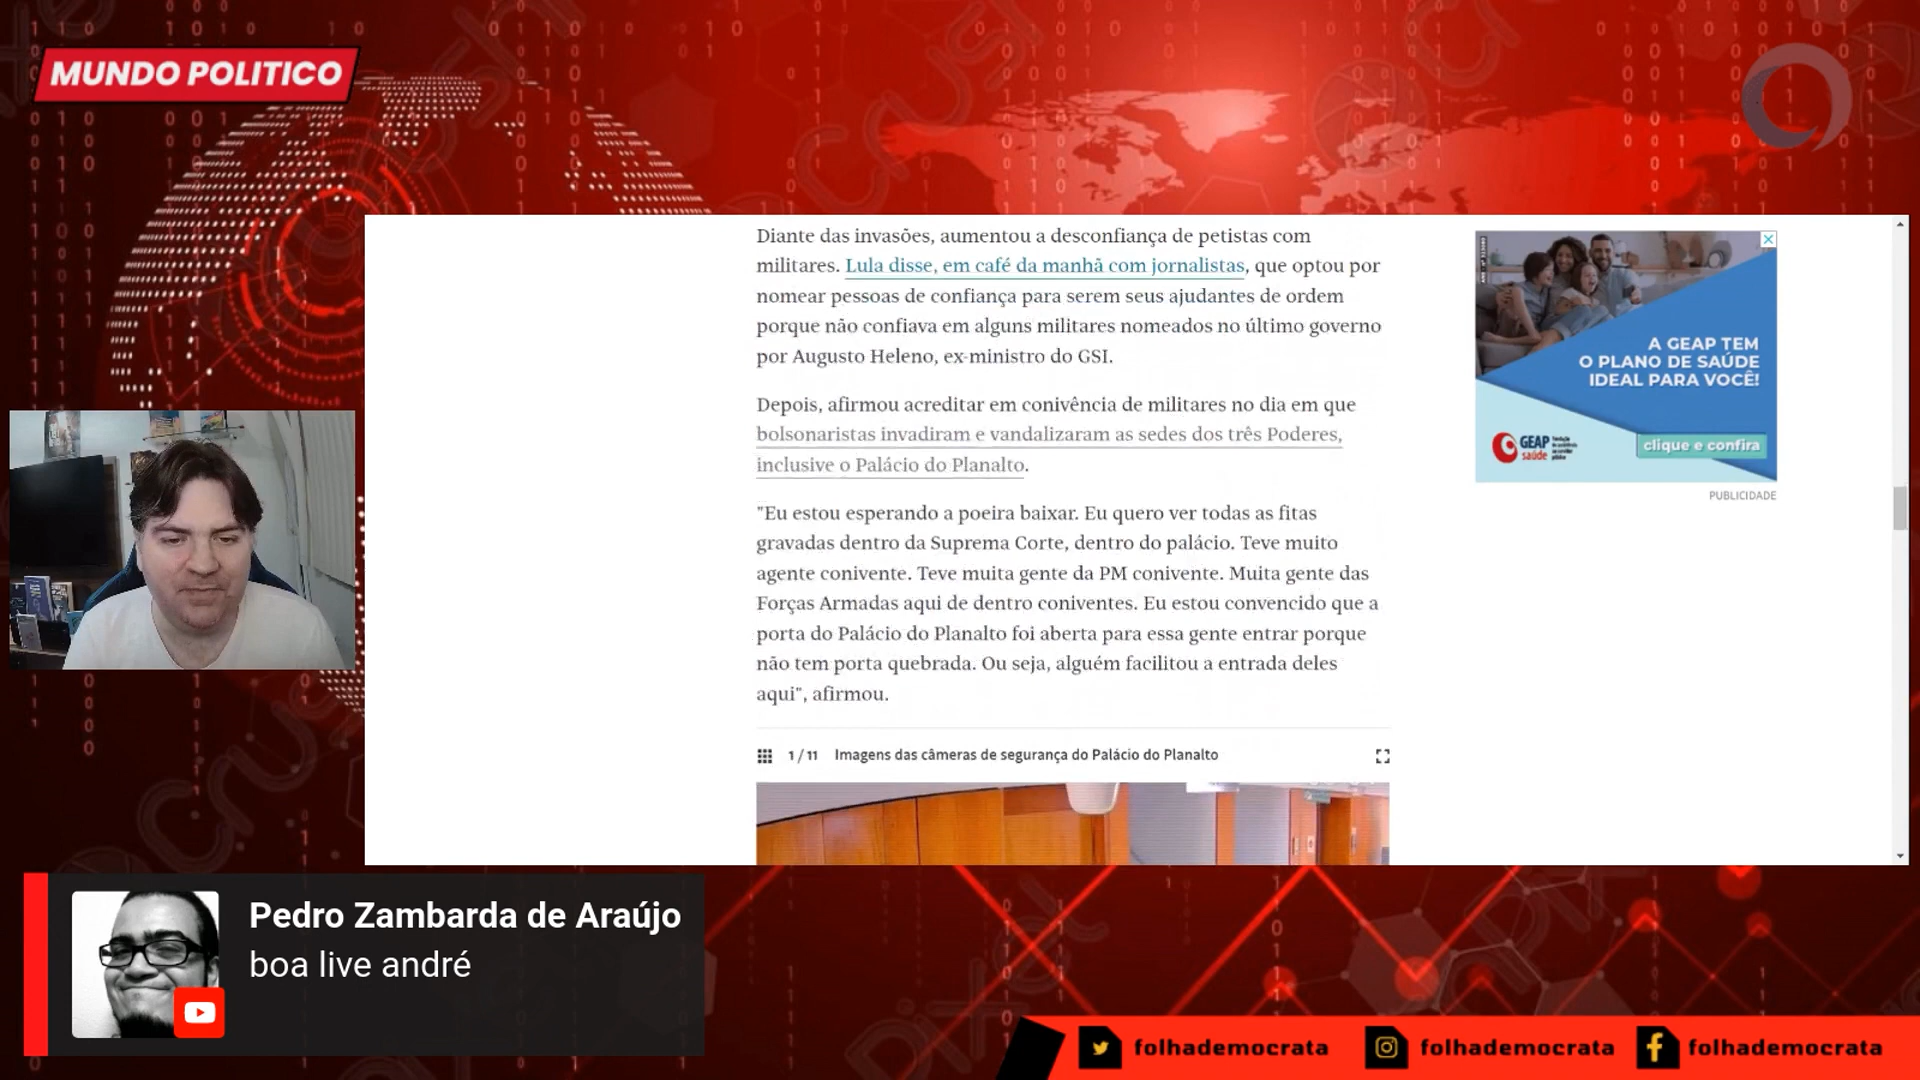 MUNDO POLITICO
Diante das invasões, aumentou a desconfiança de petistas com
militares. Lula disse, em café da manhã com jornalistas, que optou por
nomear pessoas de confiança para serem seus ajudantes de ordem
porque não confiava em alguns militares nomeados no último governo
por Augusto Heleno, ex-ministro do GSI.
Depois, afirmou acreditar em conivência de militares no dia em que
bolsonaristas invadiram e vandalizaram as sedes dos três Poderes,
inclusive o Palácio do Planalto.
"Eu estou esperando a poeira baixar. Eu quero ver todas as fitas
gravadas dentro da Suprema Corte, dentro do palácio. Teve muito
agente conivente. Teve muita gente da PM conivente. Muita gente das
Forças Armadas aqui de dentro coniventes. Eu estou convencido que a
porta do Palácio do Planalto foi aberta para essa gente entrar porque
não tem porta quebrada. Ou seja, alguém facilitou a entrada deles
aqui", afirmou.
1 / 11 Imagens das câmeras de segurança do Palácio do Planalto
A GEAP TEM
O PLANO DE SAÚDE
IDEAL PARA VOCÊ!
GEAP
saúde
clique e confira
PUBLICIDADE
Pedro Zambarda de Araújo
boa live andré
folhademocrata
folhademocrata
folhademocrata